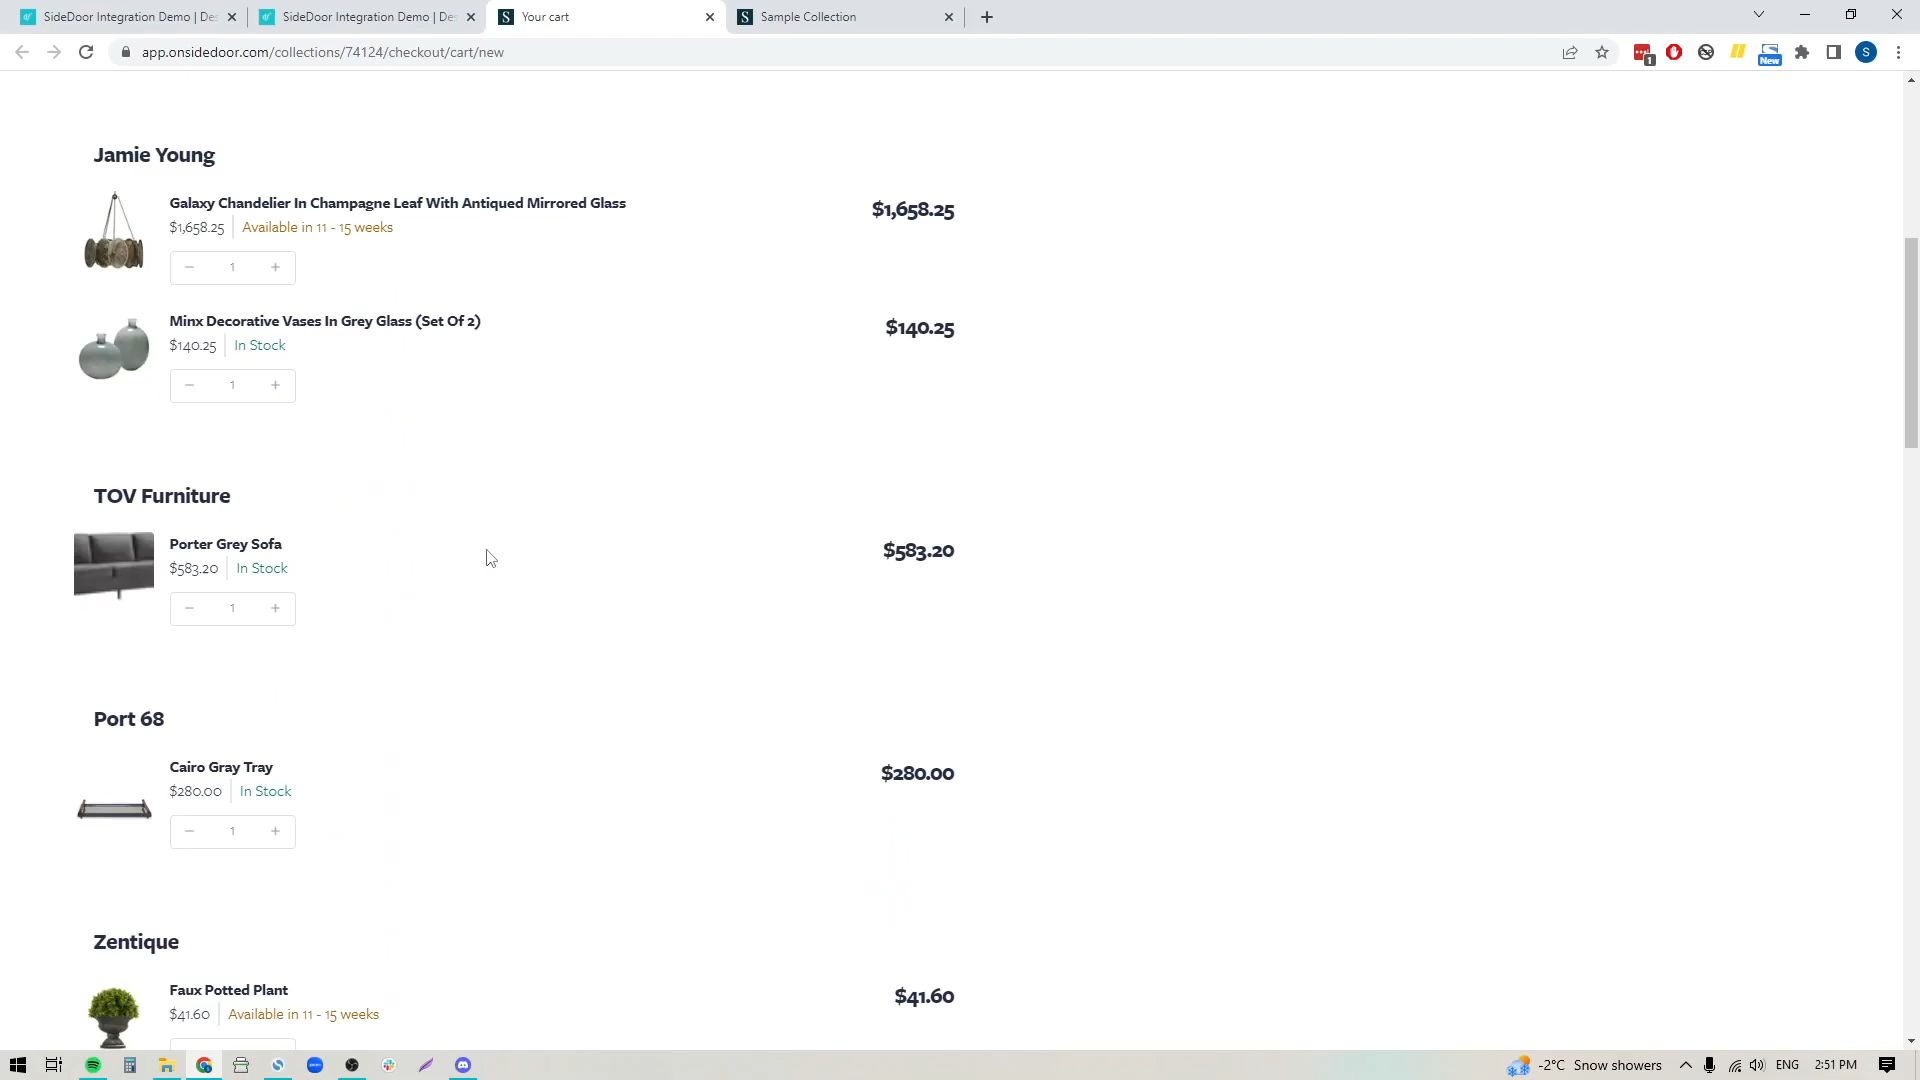 SideDoor Integration Demo | Des
SideDoor Integration Demo | Des
Your cart
Sample Collection
app.onsidedoor.com/collections/74124/checkout/cart/new
1
New
S
Jamie Young
Galaxy Chandelier In Champagne Leaf With Antiqued Mirrored Glass
$1,658.25
$1,658.25
Available in 11 - 15 weeks
1
Minx Decorative Vases In Grey Glass (Set Of 2)
$140.25
$140.25
In Stock
1
TOV Furniture
Porter Grey Sofa
$583.20
$583.20
In Stock
1
Port 68
Cairo Gray Tray
$280.00
$280.00
In Stock
1
Zentique
Faux Potted Plant
$41.60
$41.60
Available in 11 - 15 weeks
-2°C Snow showers
ENG
2:51 PM